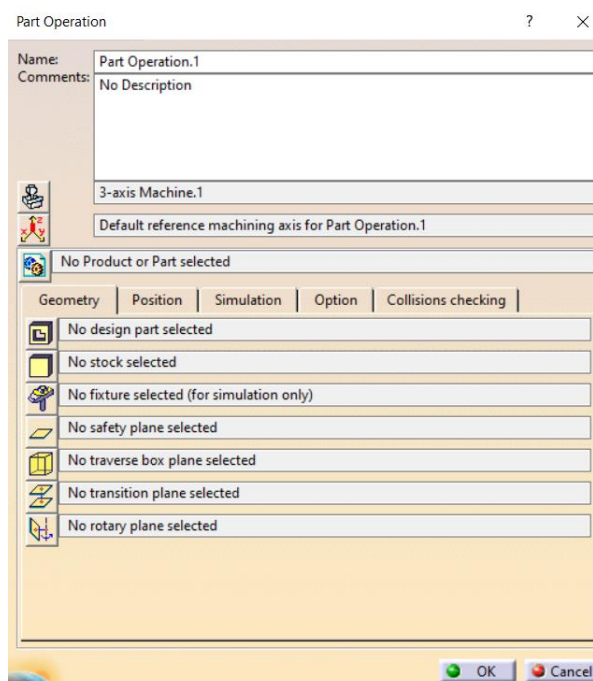 Part Operation ? ×
Name: Part Operation.1
Comments: No Description
3-axis Machine.1
Default reference machining axis for Part Operation.1
No Product or Part selected
Geometry Position Simulation Option Collisions checking
No design part selected
No stock selected
No fixture selected (for simulation only)
No safety plane selected
No traverse box plane selected
No transition plane selected
No rotary plane selected
OK Cancel